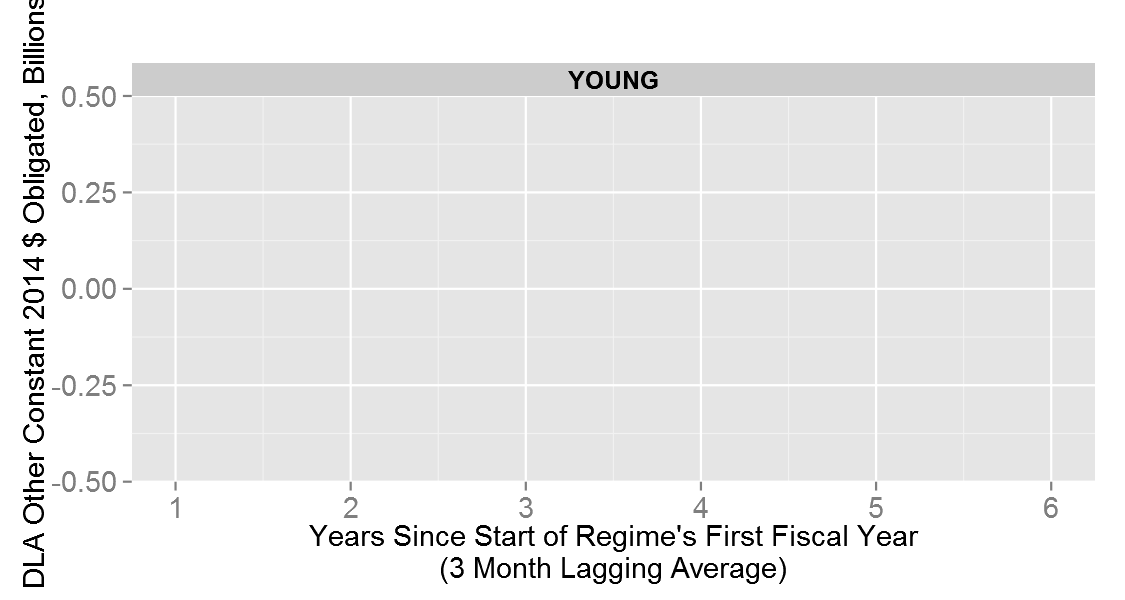 YOUNG
DLA Other Constant 2014 $ Obligated, Billions
0.50
0.25
0.00
-0.25
-0.50
1 2 3 4 5 6
Years Since Start of Regime's First Fiscal Year
(3 Month Lagging Average)